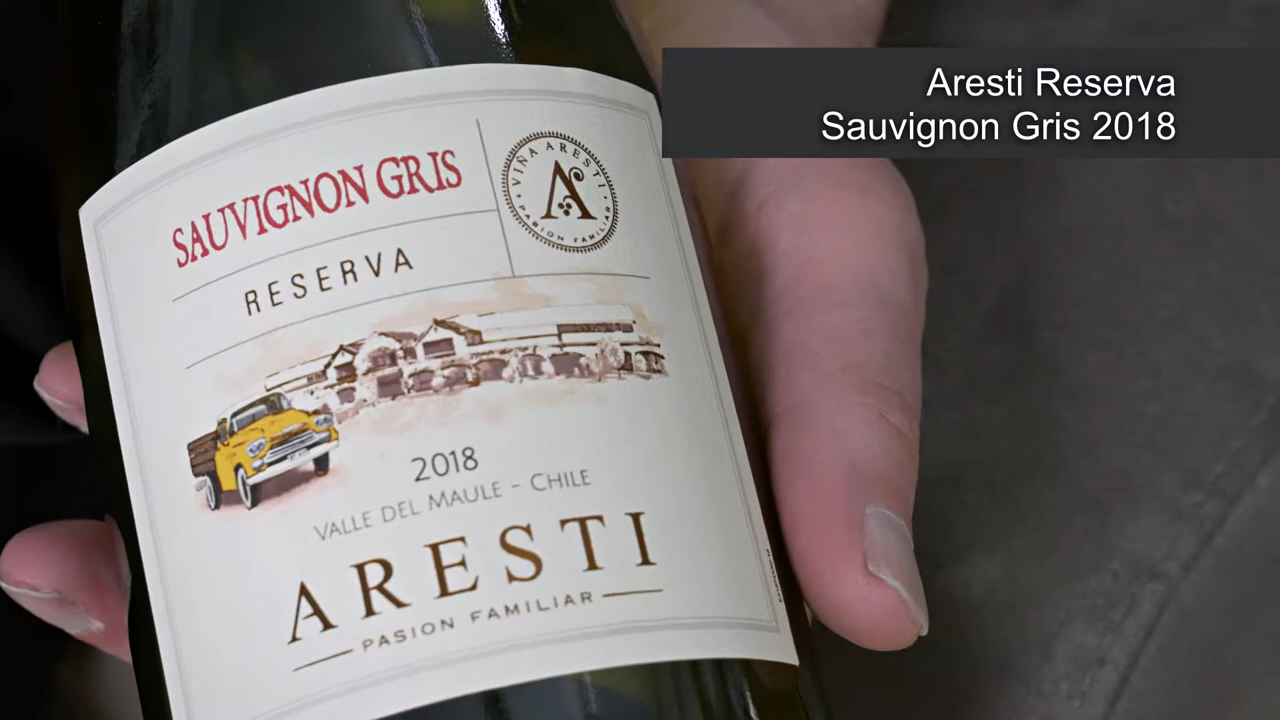 Aresti Reserva
Sauvignon Gris 2018
SAUVIGNON GRIS
RESERVA
VIÑA ARESTI
A
PASION FAMILIAR
2018
VALLE DEL MAULE - CHILE
ARESTI
PASION FAMILIAR